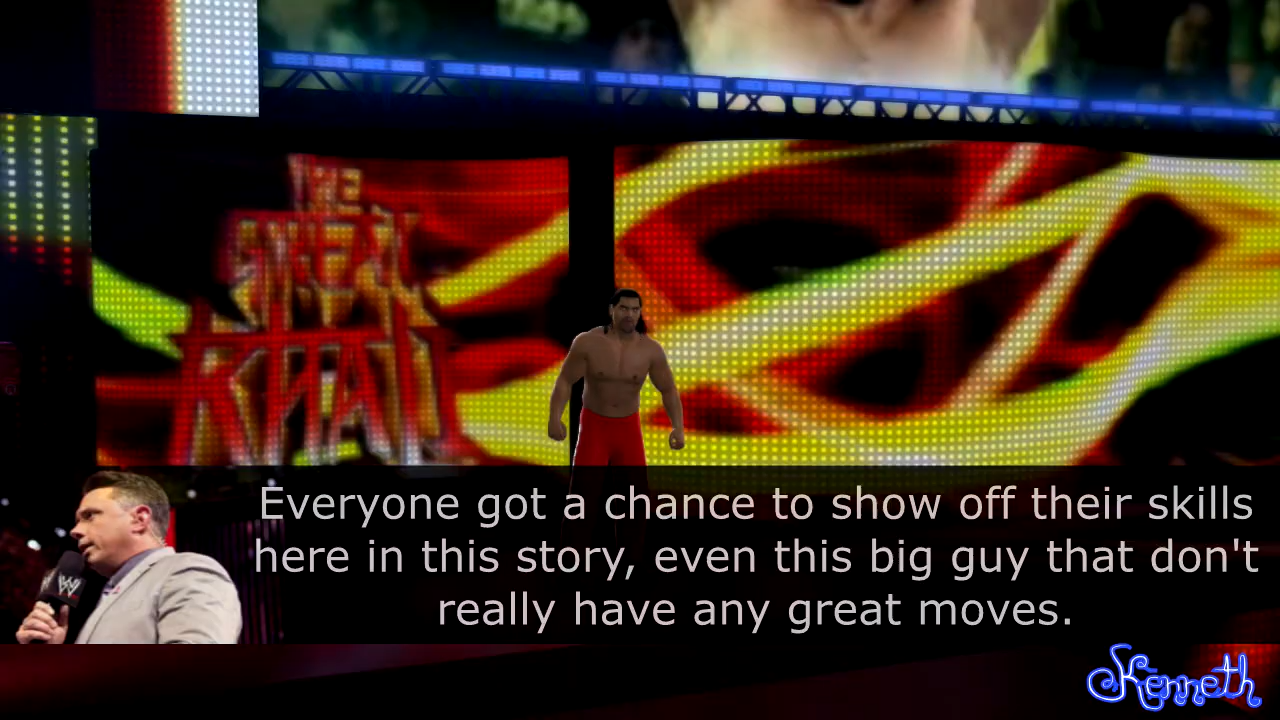 THE
GREAT
KHALI
Everyone got a chance to show off their skills
here in this story, even this big guy that don't
really have any great moves.
W
Kenneth